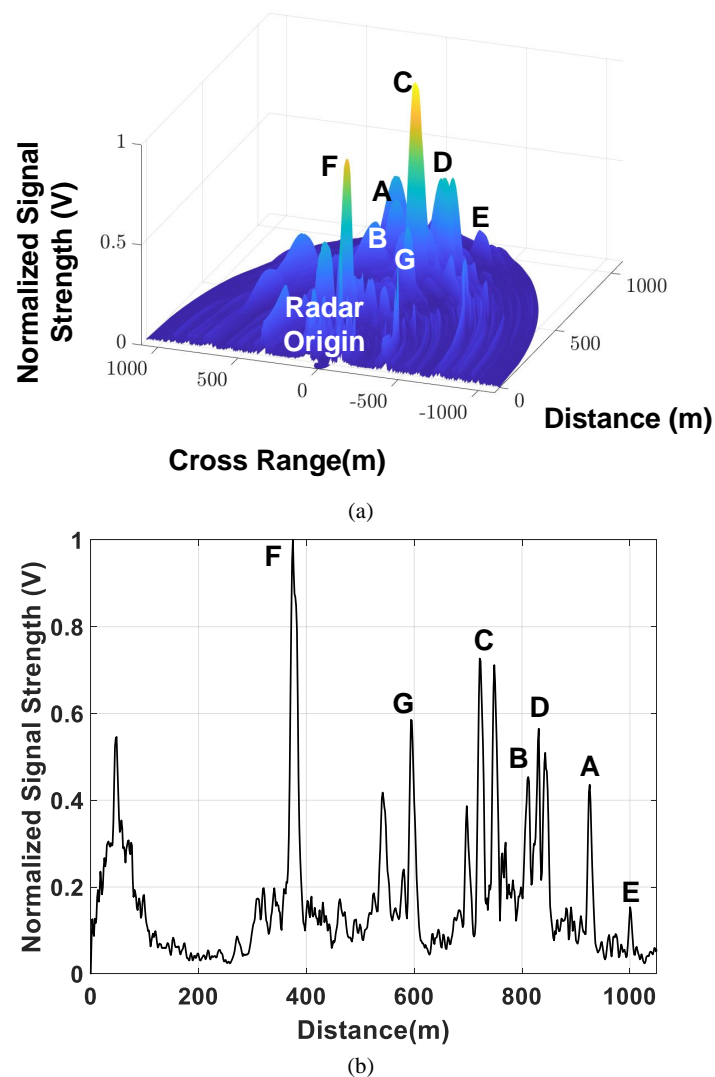 C
F
D
A
E
B
G
Radar
Origin
Normalized Signal
Strength (V)
1
0.5
0
1000
500
0
-500
-1000
0
500
1000
Distance (m)
Cross Range(m)
(a)
Normalized Signal Strength (V)
1
0.8
0.6
0.4
0.2
0
F
G
C
B
D
A
E
0
200
400
600
800
1000
Distance(m)
(b)